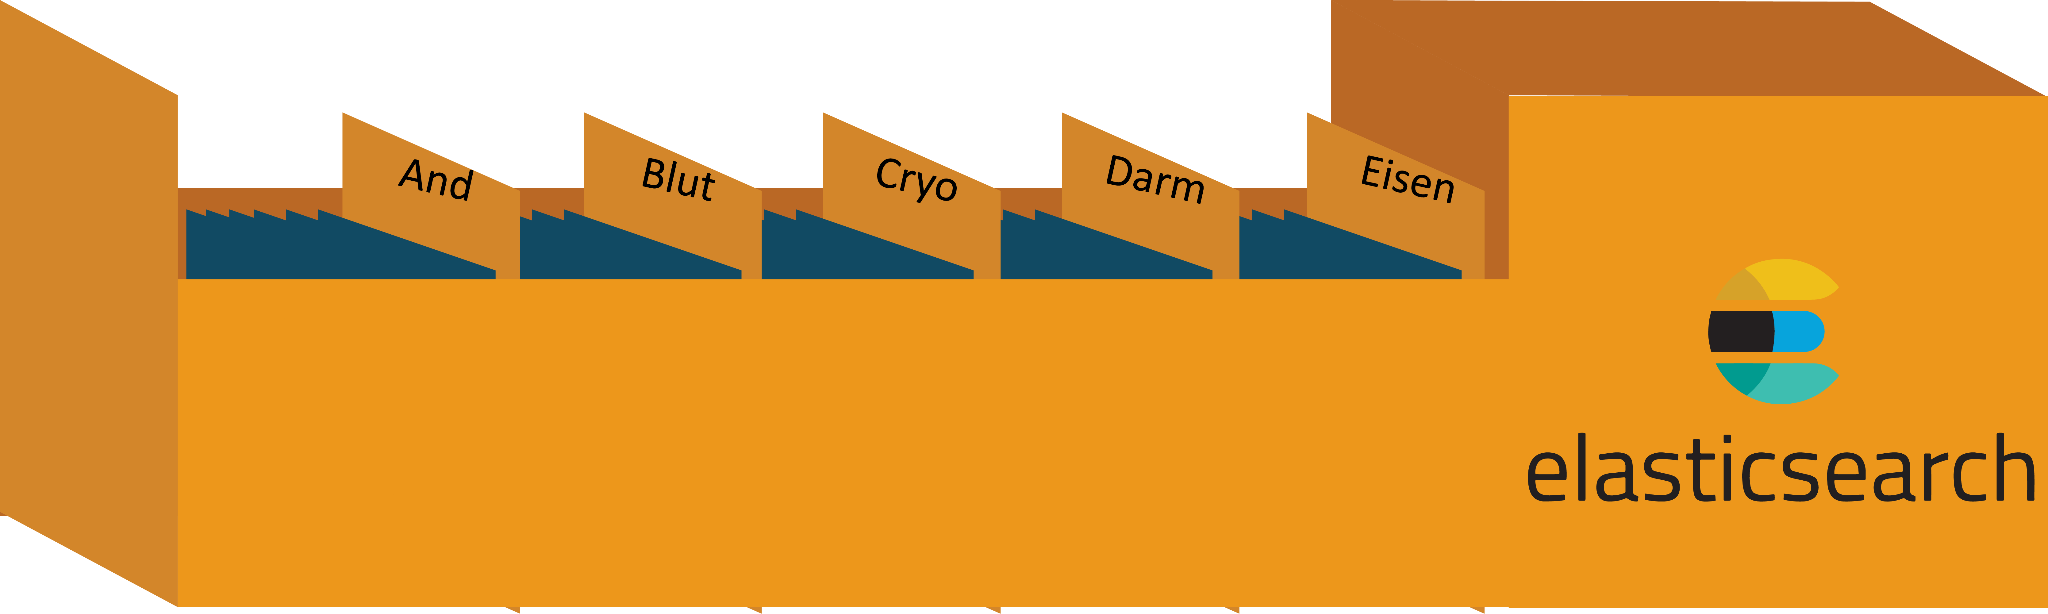 And
Blut
Cryo
Darm
Eisen
elasticsearch